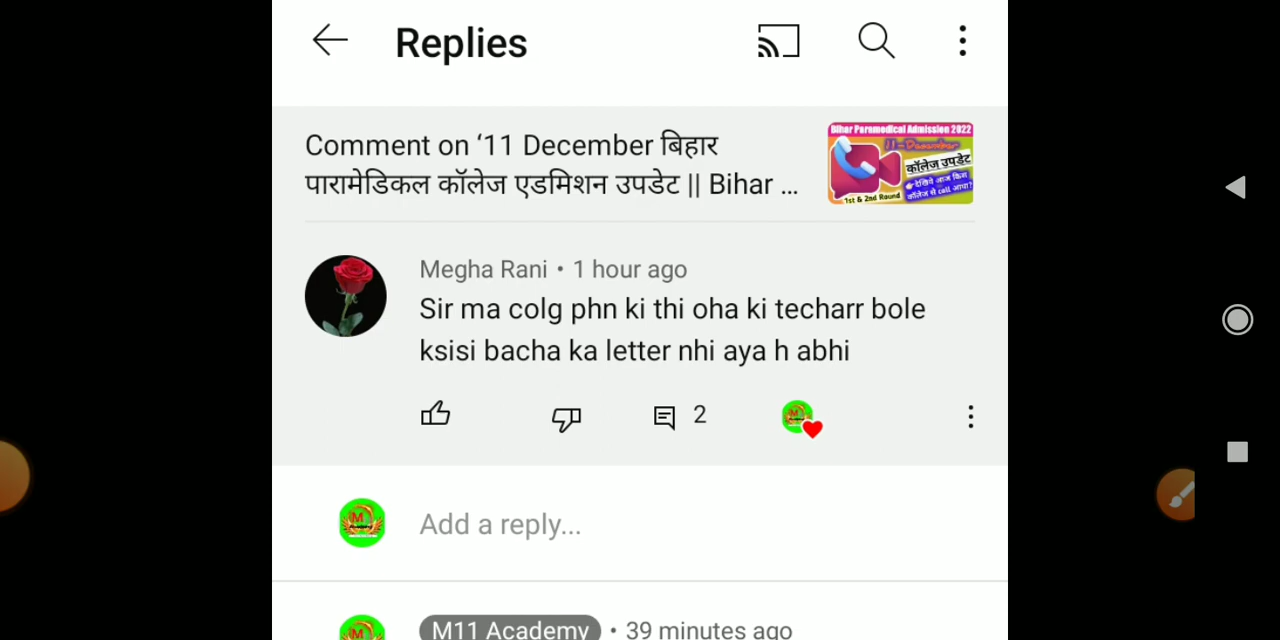 Replies
Comment on ‘11 December बिहार
पारामेडिकल कॉलेज एडमिशन उपडेट || Bihar ...
Bihar Paramedical Admission 2022
11-December
कॉलेज उपडेट
देखिये आज किस
कॉलेज से call आया?
1st & 2nd Round
Megha Rani • 1 hour ago
Sir ma colg phn ki thi oha ki techarr bole
ksisi bacha ka letter nhi aya h abhi
2
Add a reply...
M11 Academy • 39 minutes ago